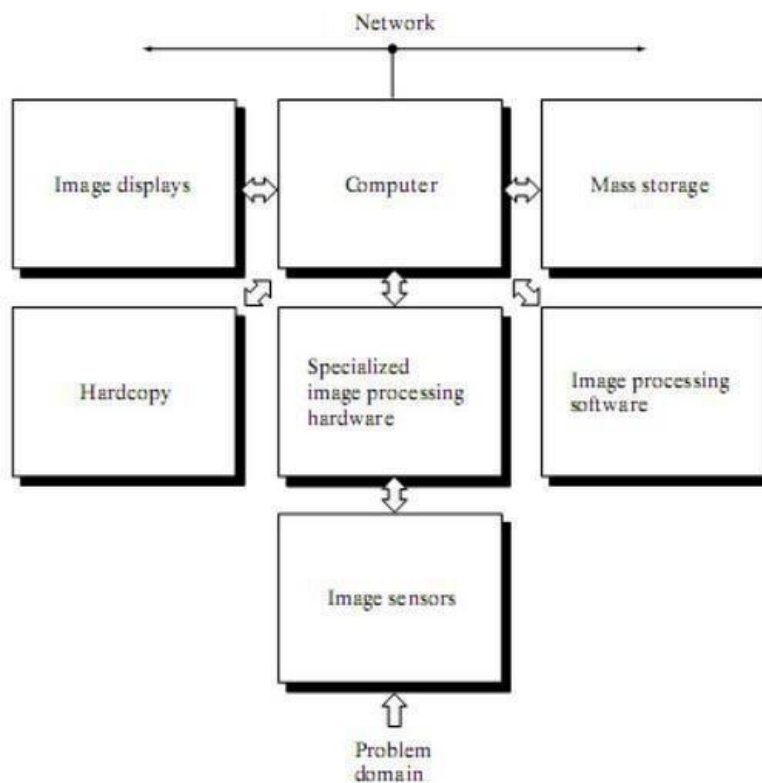 Network
Image displays
Computer
Mass storage
Hardcopy
Specialized
image processing
hardware
Image processing
software
Image sensors
Problem
domain